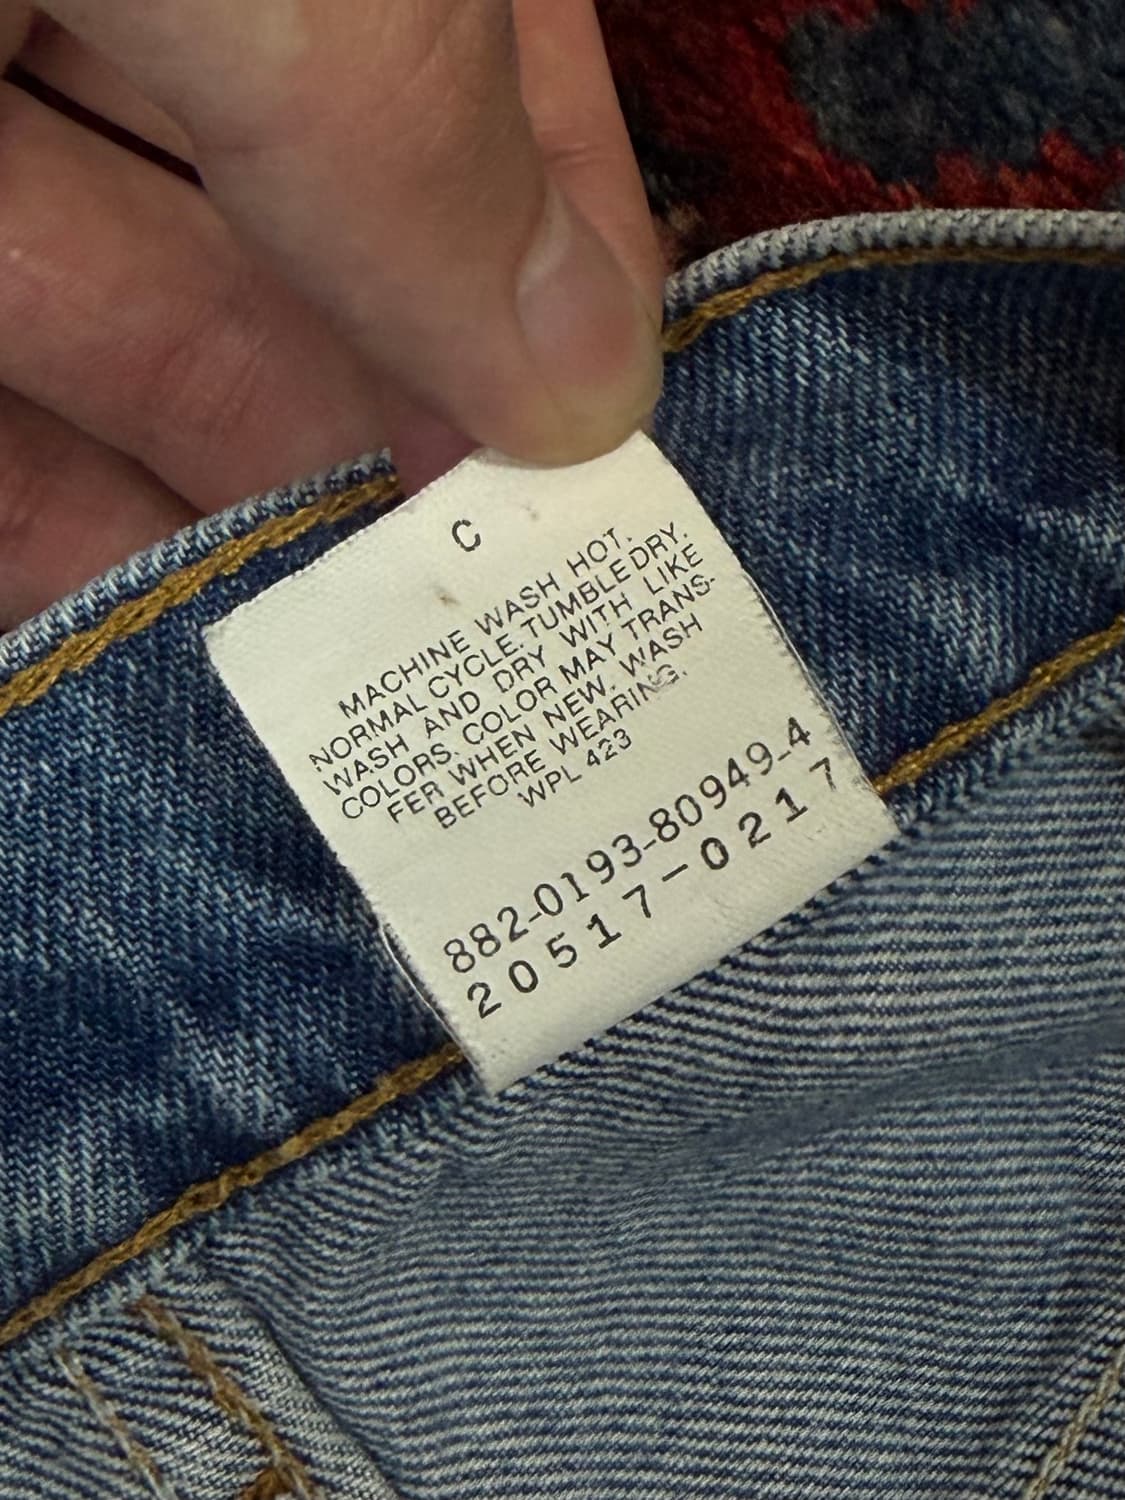 C
MACHINE WASH HOT.
NORMAL CYCLE. TUMBLE DRY.
WASH AND DRY WITH LIKE
COLORS. COLOR MAY TRANS-
FER WHEN NEW. WASH
BEFORE WEARING.
WPL 423
882-0193-80949-4
20517-0217